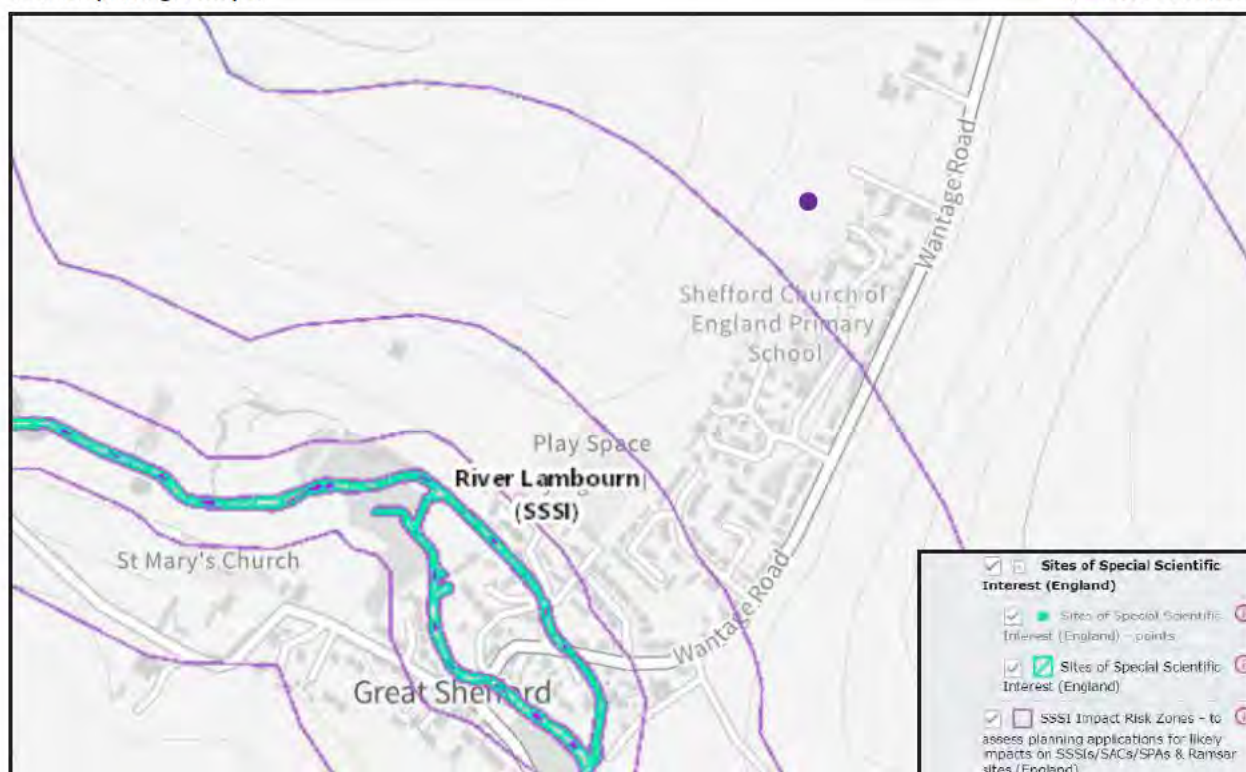 Wantage Road
Shefford Church of
England Primary
School
Play Space
River Lambourn
(SSSI)
St Mary's Church
Wantage Road
Great Shefford
Sites of Special Scientific
Interest (England)
Sites of Special Scientific
Interest (England) - points
Sites of Special Scientific
Interest (England)
SSSI Impact Risk Zones - to
assess planning applications for likely
impacts on SSSIs/SACs/SPAs & Ramsar
sites (England)